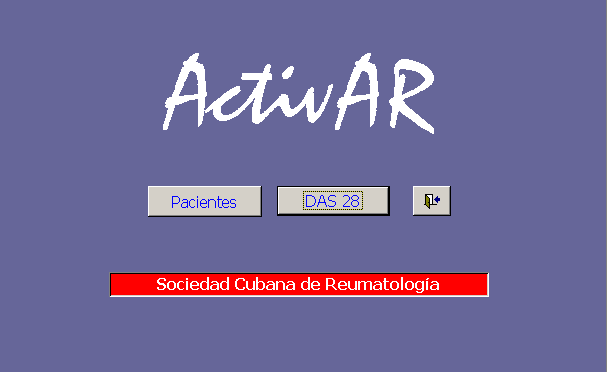 ActivAR
Pacientes
DAS 28
Sociedad Cubana de Reumatología